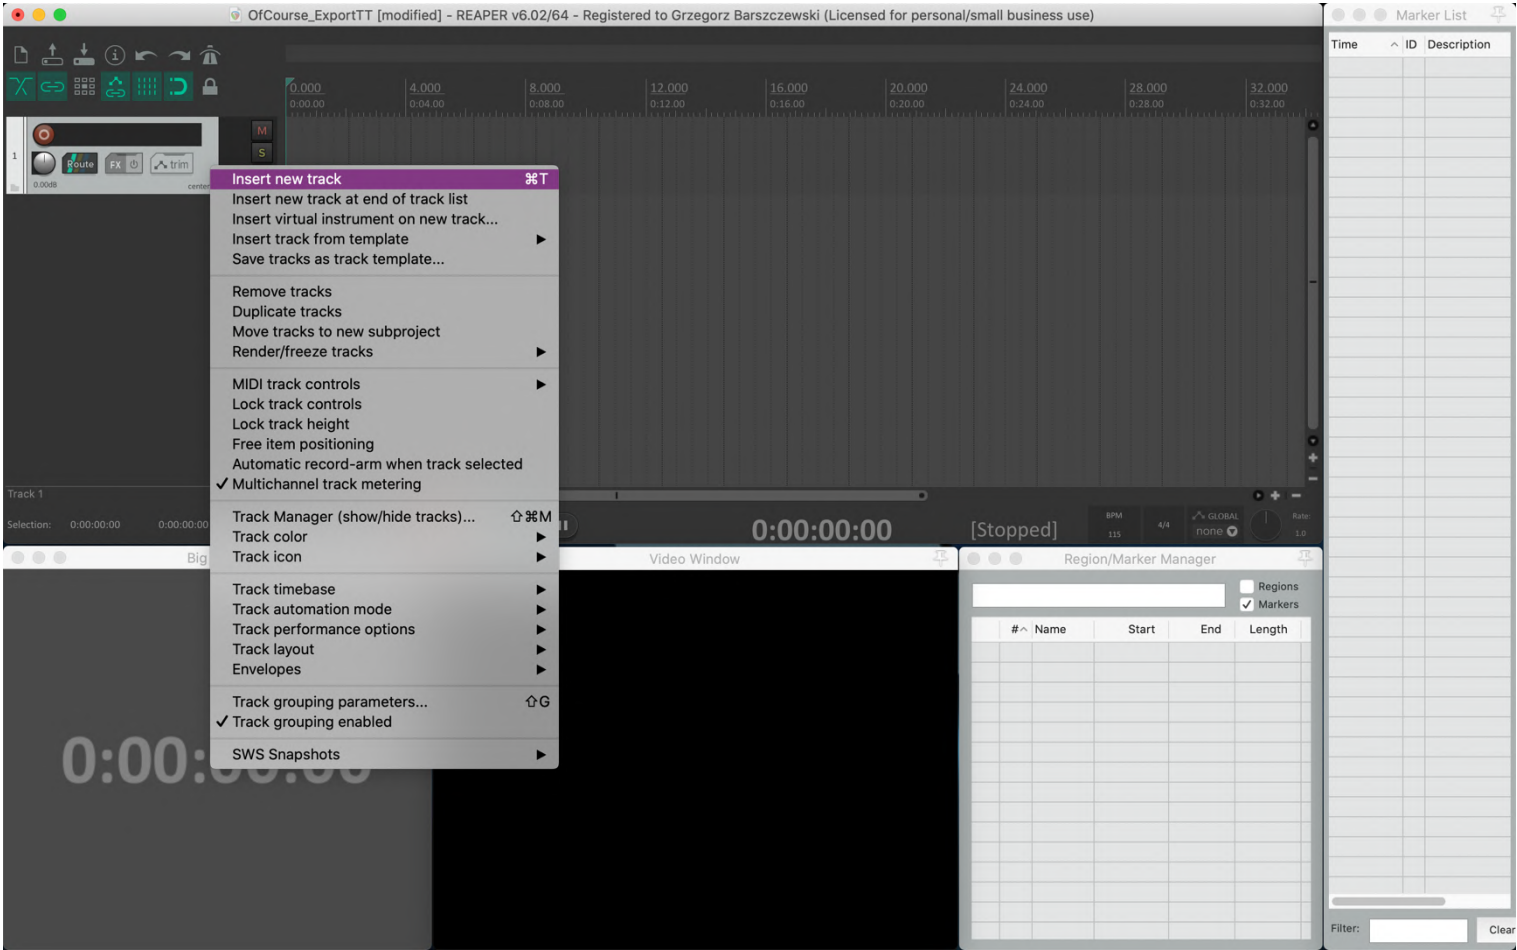 OfCourse_ExportTT [modified] - REAPER v6.02/64 - Registered to Grzegorz Barszczewski (Licensed for personal/small business use)
Marker List
Time ID Description
0.000 4.000 8.000 12.000 16.000 20.000 24.000 28.000 32.000
0:00.00 0:04.00 0:08.00 0:12.00 0:16.00 0:20.00 0:24.00 0:28.00 0:32.00
M
S
1
Route FX trim
0.00dB center
Insert new track ⌘T
Insert new track at end of track list
Insert virtual instrument on new track...
Insert track from template
Save tracks as track template...
Remove tracks
Duplicate tracks
Move tracks to new subproject
Render/freeze tracks
MIDI track controls
Lock track controls
Lock track height
Free item positioning
Automatic record-arm when track selected
✓ Multichannel track metering
Track Manager (show/hide tracks)... ⇧⌘M
Track color
Track icon
Track timebase
Track automation mode
Track performance options
Track layout
Envelopes
Track grouping parameters... ⇧G
✓ Track grouping enabled
SWS Snapshots
Track 1
Selection: 0:00:00:00 0:00:00:00
0:00:00:00 [Stopped]
BPM
115
4/4
GLOBAL
none
Rate:
1.0
Big
0:00:00:00
Video Window
Region/Marker Manager
Regions
✓ Markers
# Name Start End Length
Filter: Clear